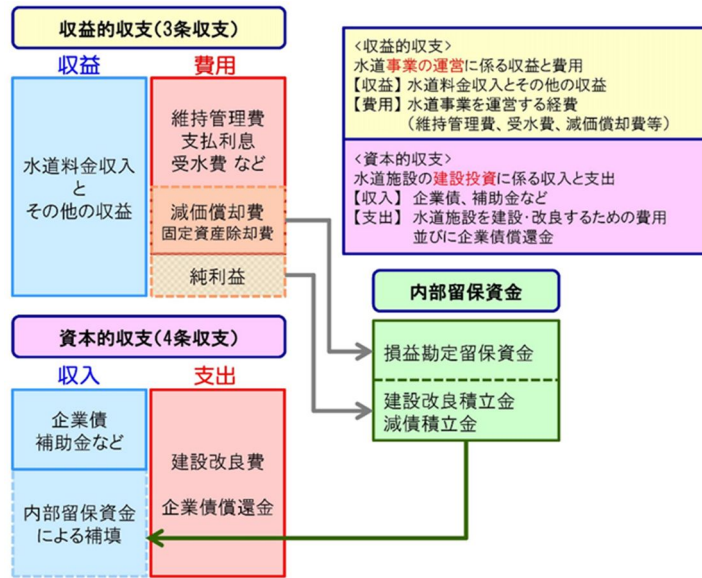 収益的収支(3条収支)
収益
費用
水道料金収入
と
その他の収益
維持管理費
支払利息
受水費 など
減価償却費
固定資産除却費
純利益
<収益的収支>
水道事業の運営に係る収益と費用
【収益】水道料金収入とその他の収益
【費用】水道事業を運営する経費
(維持管理費、受水費、減価償却費等)
<資本的収支>
水道施設の建設投資に係る収入と支出
【収入】 企業債、補助金など
【支出】 水道施設を建設・改良するための費用
並びに企業債償還金
内部留保資金
損益勘定留保資金
建設改良積立金
減債積立金
資本的収支(4条収支)
収入
支出
企業債
補助金など
内部留保資金
による補填
建設改良費
企業債償還金